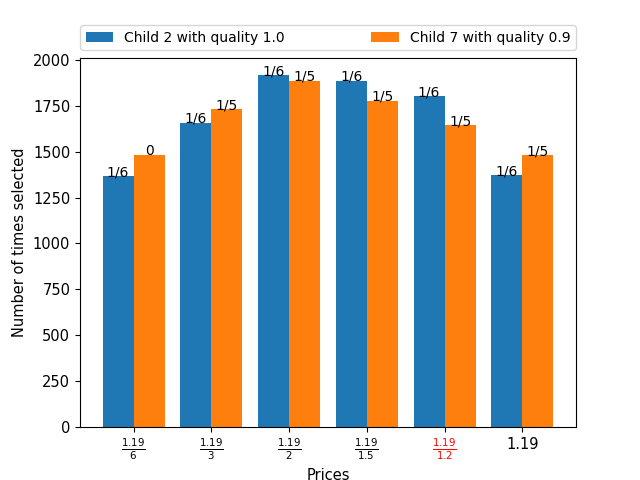 Child 2 with quality 1.0 Child 7 with quality 0.9
2000
1750
1500
1250
1000
750
500
250
0
Number of times selected
1/6 0 1/6 1/5 1/6 1/5 1/6 1/5 1/6 1/5 1/6 1/5
1.19/6 1.19/3 1.19/2 1.19/1.5 1.19/1.2 1.19
Prices